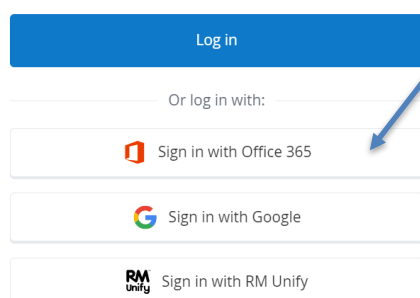 Log in
Or log in with:
Sign in with Office 365
Sign in with Google
RM Unify Sign in with RM Unify